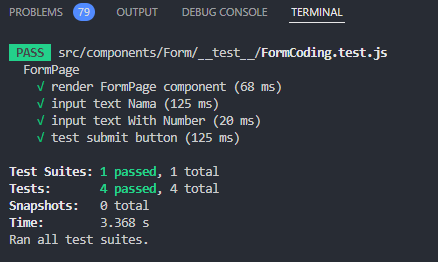 PROBLEMS 79 OUTPUT DEBUG CONSOLE TERMINAL
PASS src/components/Form/__test__/FormCoding.test.js
FormPage
√ render FormPage component (68 ms)
√ input text Nama (125 ms)
√ input text With Number (20 ms)
√ test submit button (125 ms)
Test Suites: 1 passed, 1 total
Tests: 4 passed, 4 total
Snapshots: 0 total
Time: 3.368 s
Ran all test suites.